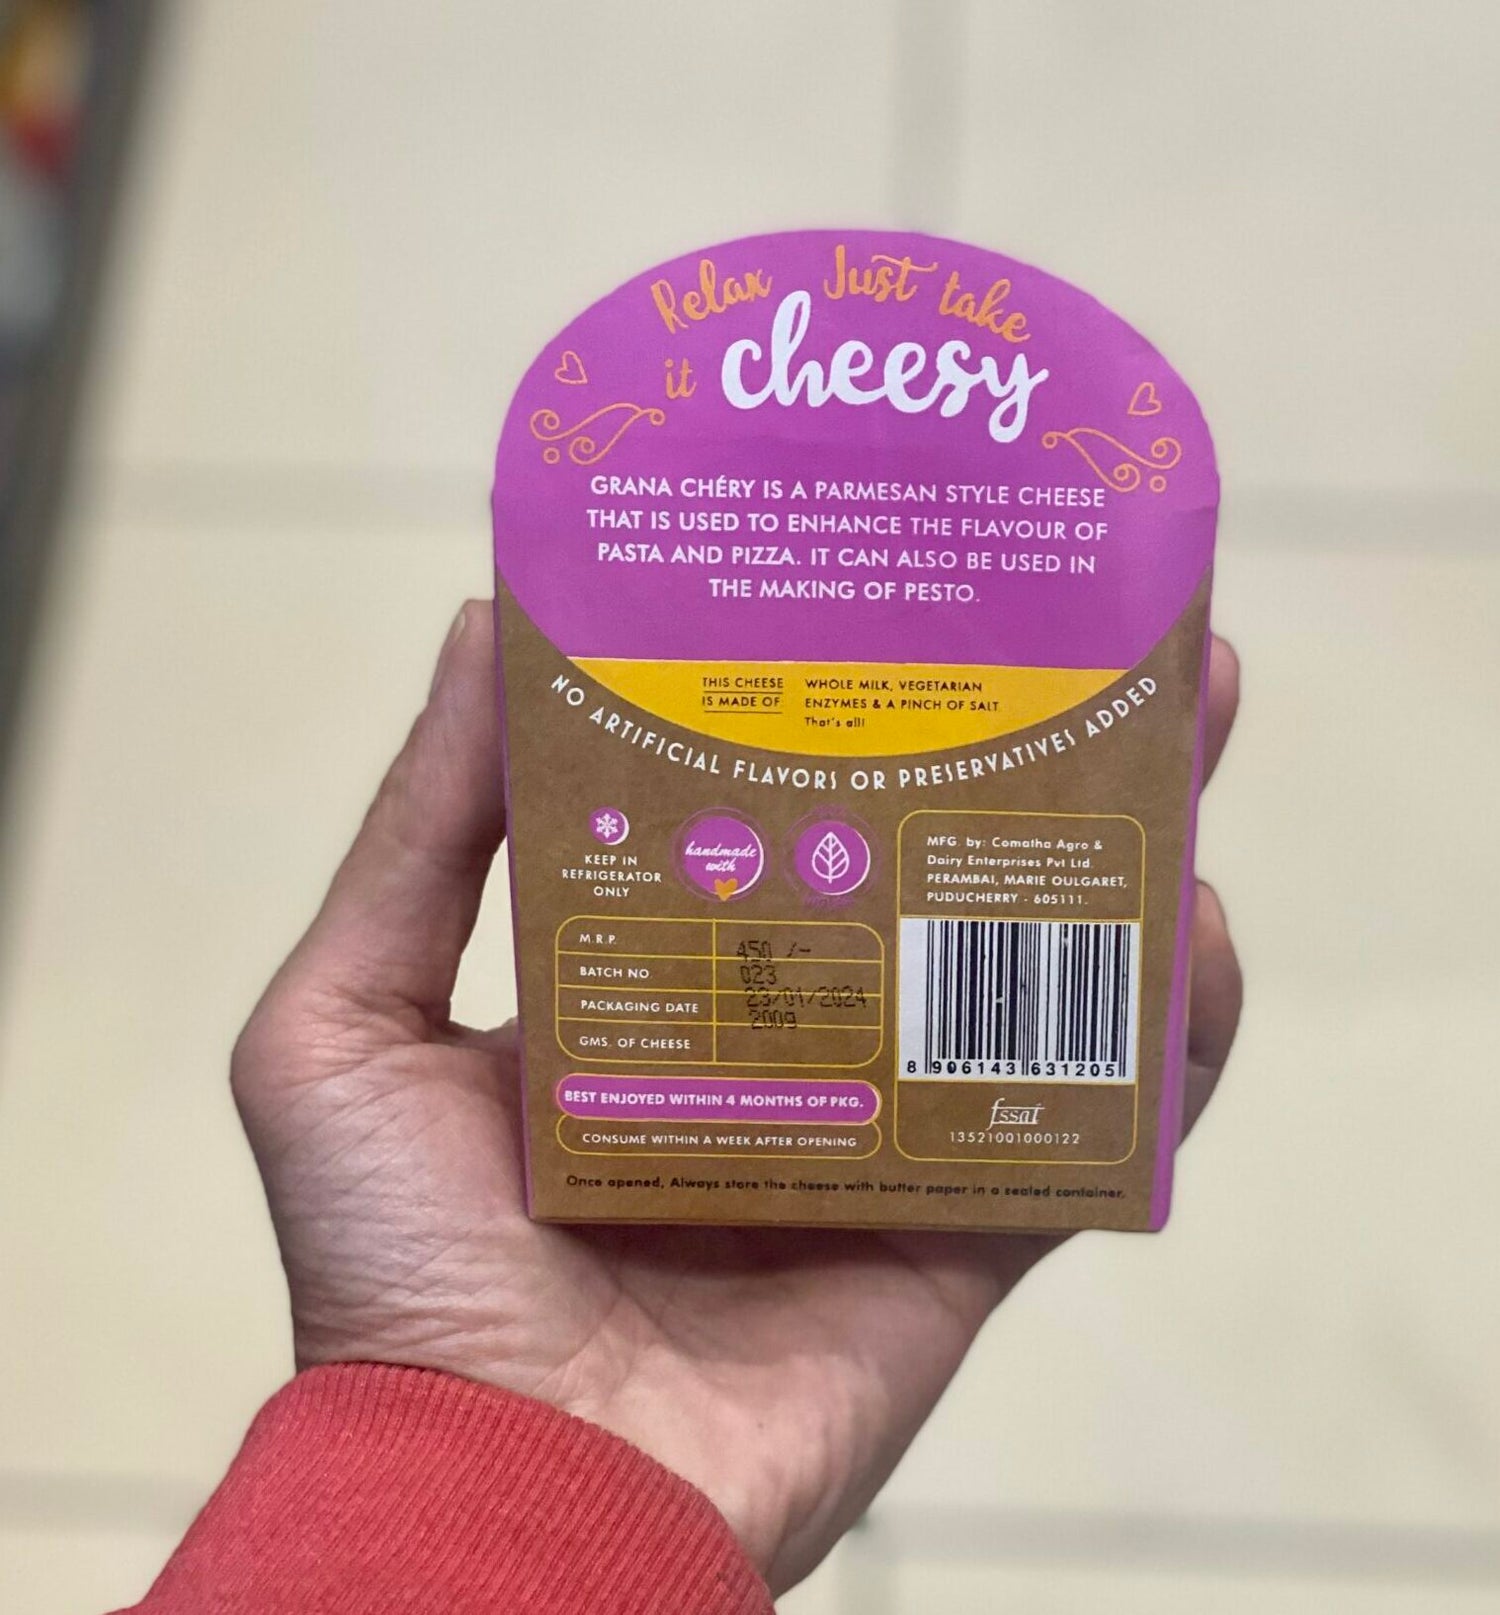 Relax Just take
it cheesy
GRANA CHÉRY IS A PARMESAN STYLE CHEESE
THAT IS USED TO ENHANCE THE FLAVOUR OF
PASTA AND PIZZA. IT CAN ALSO BE USED IN
THE MAKING OF PESTO.
THIS CHEESE
IS MADE OF
WHOLE MILK, VEGETARIAN
ENZYMES & A PINCH OF SALT
That's all!
NO ARTIFICIAL FLAVORS OR PRESERVATIVES ADDED
KEEP IN
REFRIGERATOR
ONLY
handmade
with
MFG. by: Comatha Agro &
Dairy Enterprises Pvt Ltd.
PERAMBAI, MARIE OULGARET,
PUDUCHERRY - 605111.
M.R.P. 450 /-
BATCH NO 023
PACKAGING DATE 23/01/2024
GMS. OF CHEESE 200g
8 906143 631205
BEST ENJOYED WITHIN 4 MONTHS OF PKG.
CONSUME WITHIN A WEEK AFTER OPENING
fssai
13521001000122
Once opened, Always store the cheese with butter paper in a sealed container.